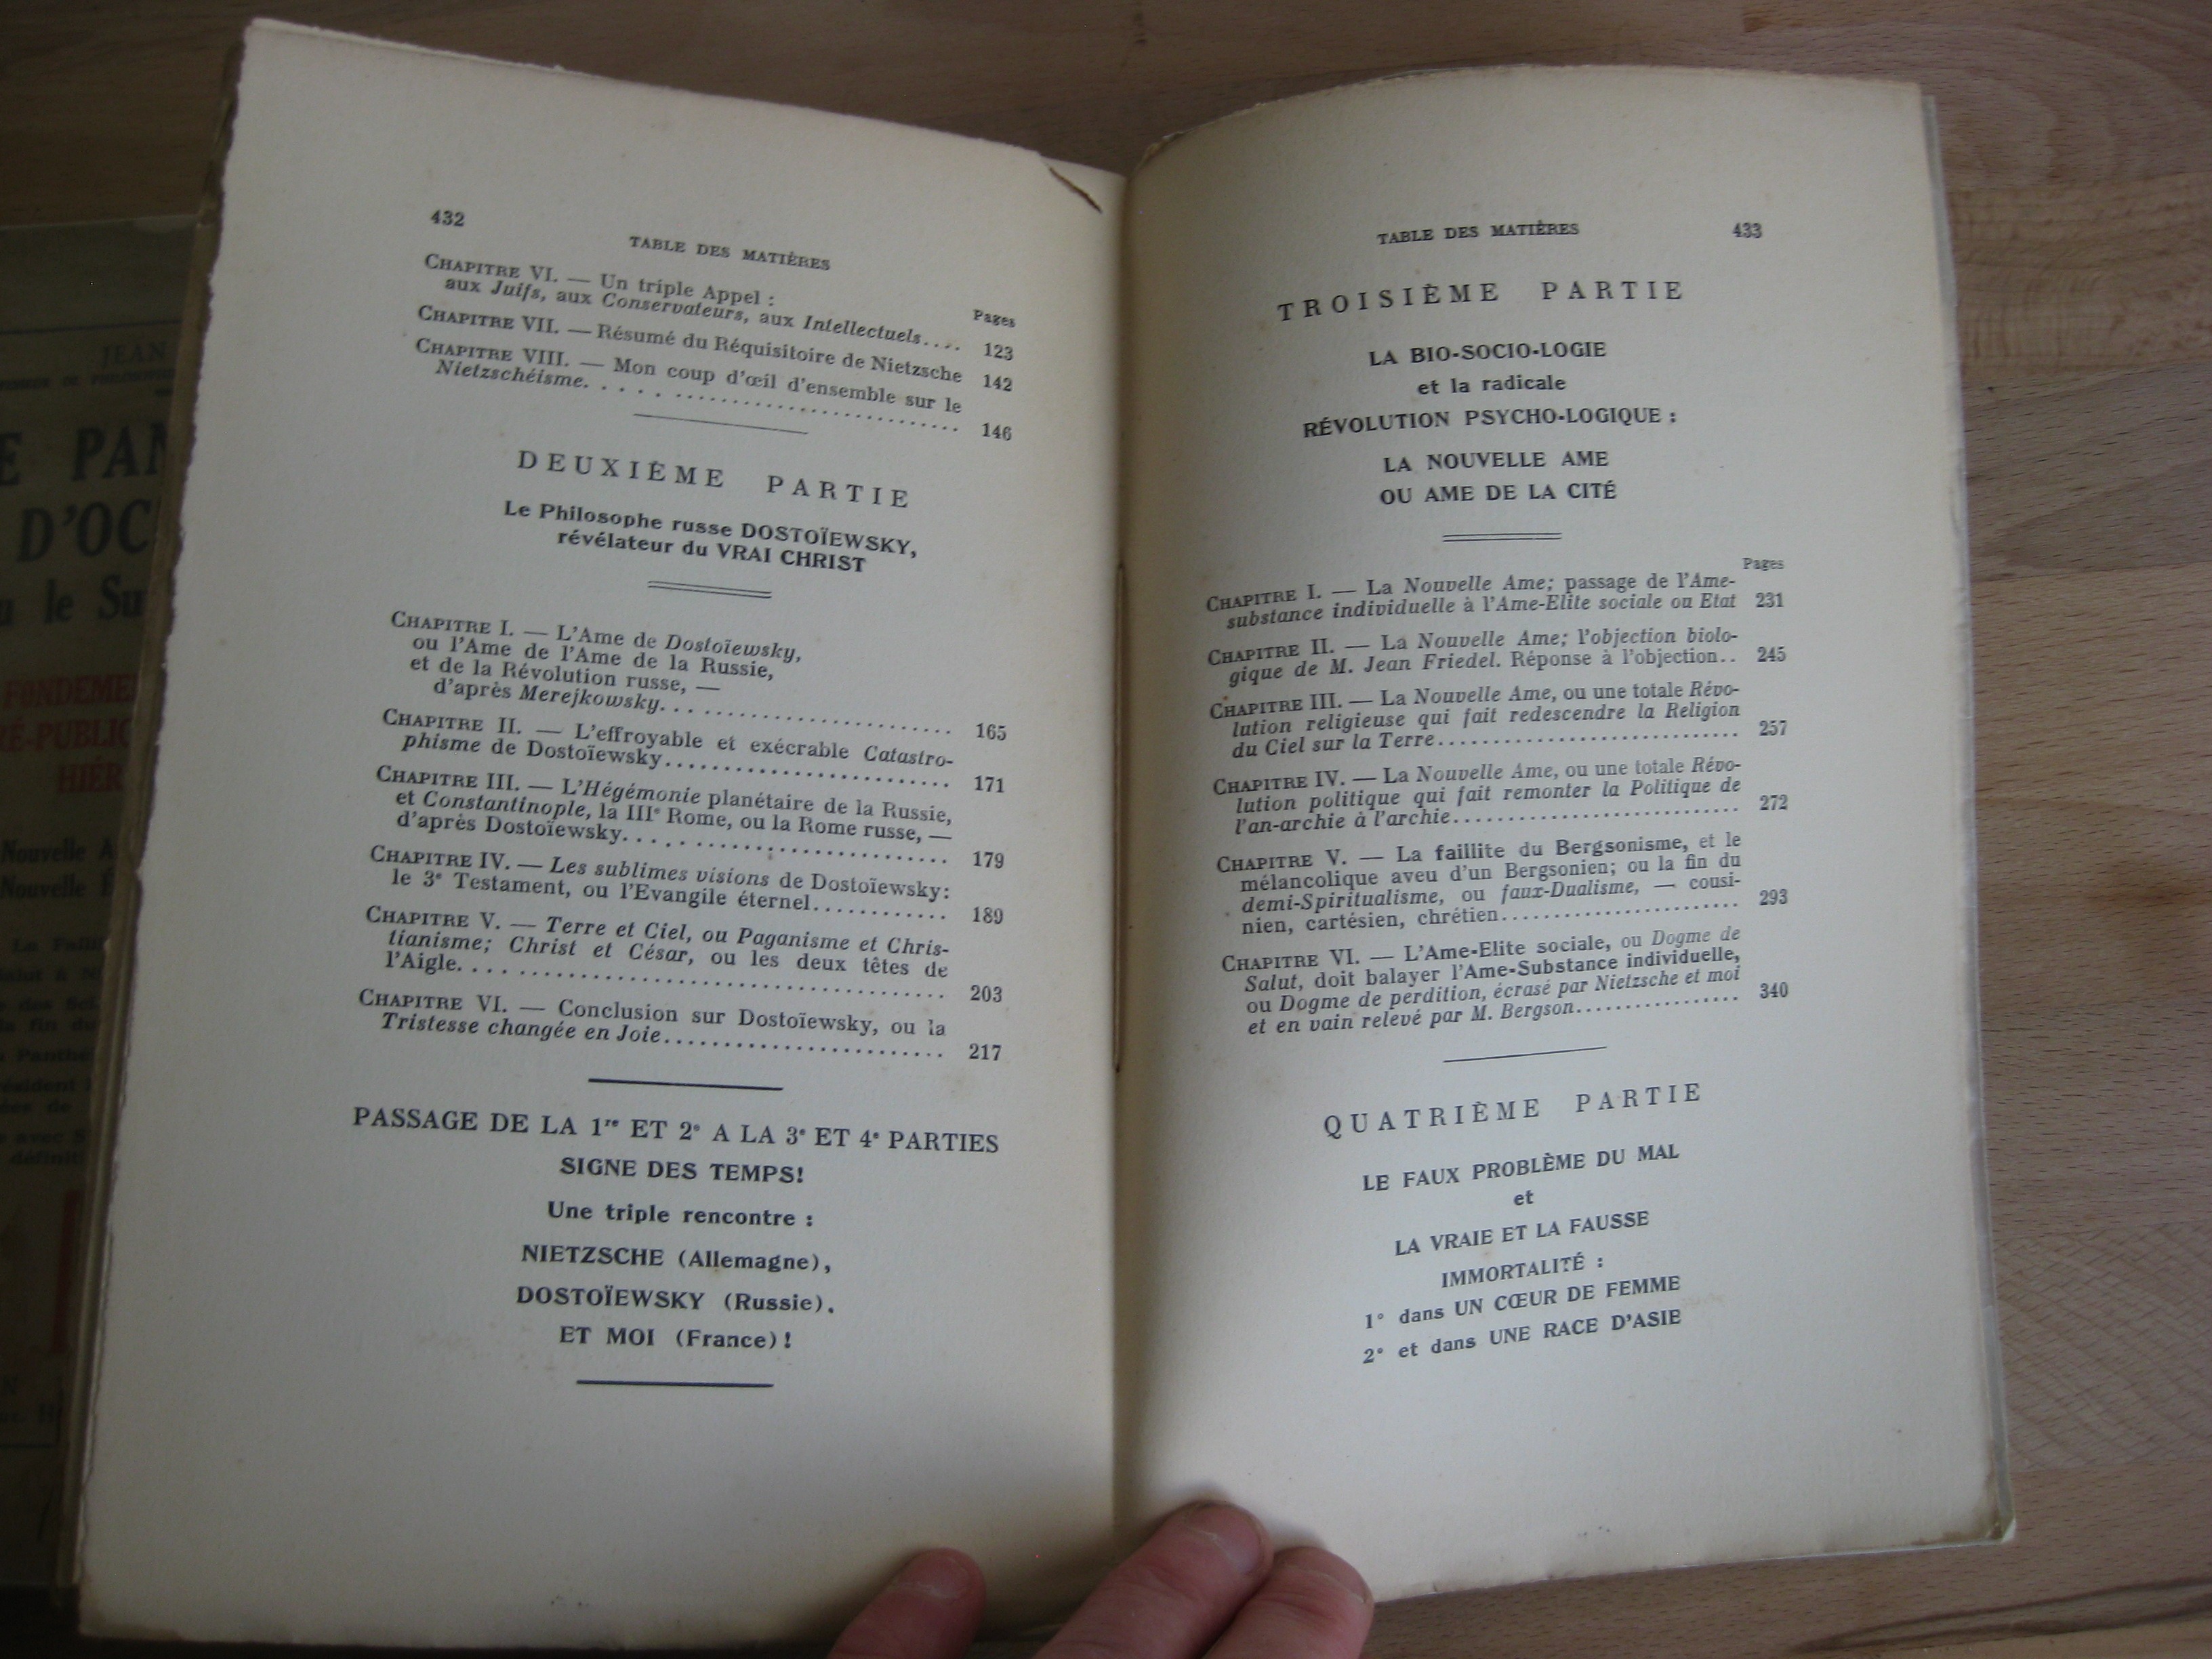 432
TABLE DES MATIÈRES
Pages
CHAPITRE VI. — Un triple Appel :
aux Juifs, aux Conservateurs, aux Intellectuels.... 123
CHAPITRE VII. — Résumé du Réquisitoire de Nietzsche 142
CHAPITRE VIII. — Mon coup d'œil d'ensemble sur le
Nietzschéisme. . . . . ........................... 146
DEUXIÈME PARTIE
Le Philosophe russe DOSTOÏEWSKY,
révélateur du VRAI CHRIST
CHAPITRE I. — L'Ame de Dostoïewsky,
ou l'Ame de l'Ame de la Russie,
et de la Révolution russe, —
d'après Merejkowsky. . . ........................ 165
CHAPITRE II. — L'effroyable et exécrable Catastro-
phisme de Dostoïewsky.......................... 171
CHAPITRE III. — L'Hégémonie planétaire de la Russie,
et Constantinople, la IIIe Rome, ou la Rome russe, —
d'après Dostoïewsky. . . . ........................ 179
CHAPITRE IV. — Les sublimes visions de Dostoïewsky:
le 3e Testament, ou l'Evangile éternel............ 189
CHAPITRE V. — Terre et Ciel, ou Paganisme et Chris-
tianisme; Christ et César, ou les deux têtes de
l'Aigle. . . . .................................... 203
CHAPITRE VI. — Conclusion sur Dostoïewsky, ou la
Tristesse changée en Joie......................... 217
PASSAGE DE LA 1re ET 2e A LA 3e ET 4e PARTIES
SIGNE DES TEMPS!
Une triple rencontre :
NIETZSCHE (Allemagne),
DOSTOÏEWSKY (Russie).
ET MOI (France)!
TABLE DES MATIÈRES 433
TROISIÈME PARTIE
LA BIO-SOCIO-LOGIE
et la radicale
RÉVOLUTION PSYCHO-LOGIQUE :
LA NOUVELLE AME
OU AME DE LA CITÉ
Pages
CHAPITRE I. — La Nouvelle Ame; passage de l'Ame-
substance individuelle à l'Ame-Elite sociale ou Etat 231
CHAPITRE II. — La Nouvelle Ame; l'objection biolo-
gique de M. Jean Friedel. Réponse à l'objection.. 245
CHAPITRE III. — La Nouvelle Ame, ou une totale Révo-
lution religieuse qui fait redescendre la Religion
du Ciel sur la Terre............................. 257
CHAPITRE IV. — La Nouvelle Ame, ou une totale Révo-
lution politique qui fait remonter la Politique de
l'an-archie à l'archie........................... 272
CHAPITRE V. — La faillite du Bergsonisme, et le
mélancolique aveu d'un Bergsonien; ou la fin du
demi-Spiritualisme, ou faux-Dualisme, — cousi-
nien, cartésien, chrétien....................... 293
CHAPITRE VI. — L'Ame-Elite sociale, ou Dogme de
Salut, doit balayer l'Ame-Substance individuelle,
ou Dogme de perdition, écrasé par Nietzsche et moi
et en vain relevé par M. Bergson................ 340
QUATRIÈME PARTIE
LE FAUX PROBLÈME DU MAL
et
LA VRAIE ET LA FAUSSE
IMMORTALITÉ :
1° dans UN CŒUR DE FEMME
2° et dans UNE RACE D'ASIE
JEAN
D'OC
le Su
Nouvelle
Nouvelle